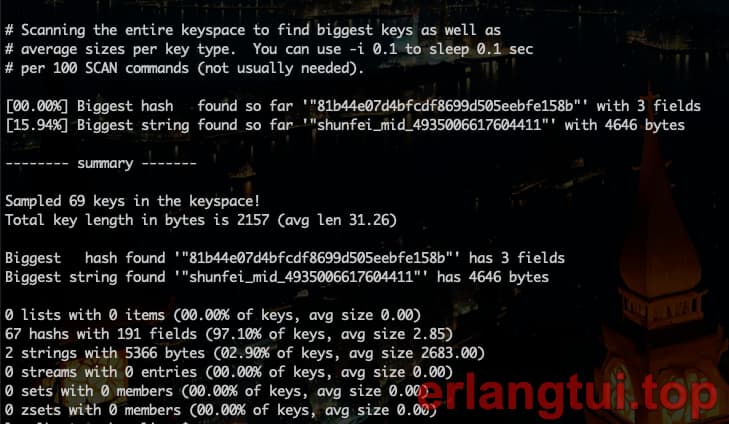 # Scanning the entire keyspace to find biggest keys as well as
# average sizes per key type.  You can use -i 0.1 to sleep 0.1 sec
# per 100 SCAN commands (not usually needed).
[00.00%] Biggest hash   found so far '"81b44e07d4bfcdf8699d505eebfe158b"' with 3 fields
[15.94%] Biggest string found so far '"shunfei_mid_4935006617604411"' with 4646 bytes
-------- summary -------
Sampled 69 keys in the keyspace!
Total key length in bytes is 2157 (avg len 31.26)
Biggest   hash found '"81b44e07d4bfcdf8699d505eebfe158b"' has 3 fields
Biggest string found '"shunfei_mid_4935006617604411"' has 4646 bytes
0 lists with 0 items (00.00% of keys, avg size 0.00)
67 hashs with 191 fields (97.10% of keys, avg size 2.85)
2 strings with 5366 bytes (02.90% of keys, avg size 2683.00)
0 streams with 0 entries (00.00% of keys, avg size 0.00)
0 sets with 0 members (00.00% of keys, avg size 0.00)
0 zsets with 0 members (00.00% of keys, avg size 0.00)
erlangtui.top